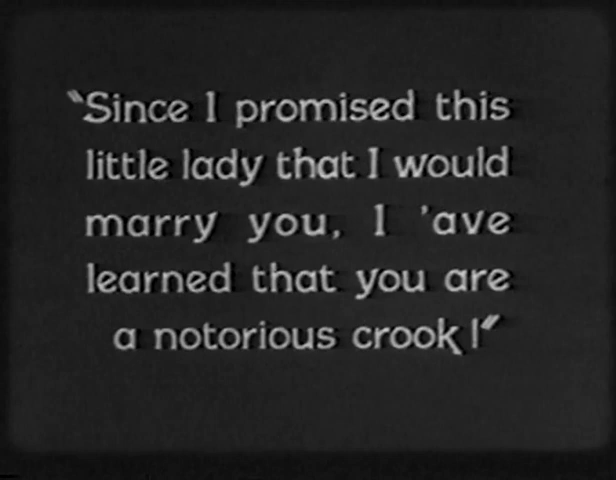 "Since I promised this
little lady that I would
marry you, I 'ave
learned that you are
a notorious crook!"